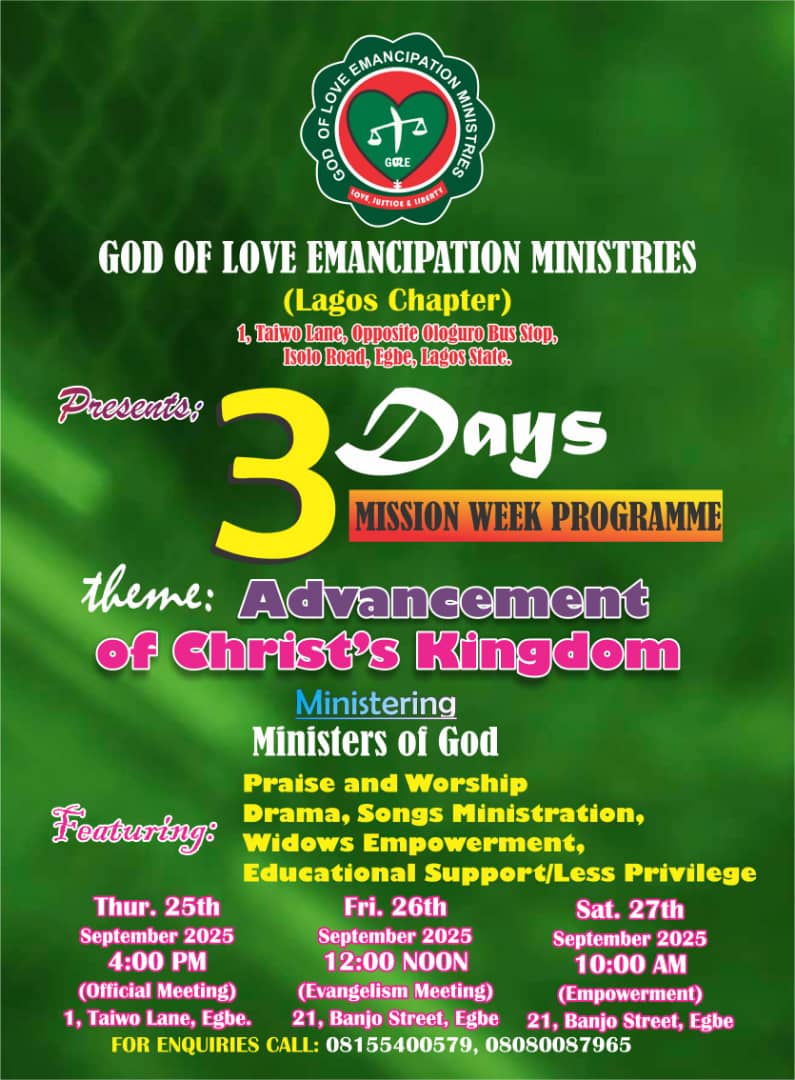 GOD OF LOVE EMANCIPATION MINISTRIES
GOLE
LOVE, JUSTICE & LIBERTY
GOD OF LOVE EMANCIPATION MINISTRIES
(Lagos Chapter)
1, Taiwo Lane, Opposite Ologuro Bus Stop,
Isolo Road, Egbe, Lagos State.
Presents;
3 Days
MISSION WEEK PROGRAMME
theme: Advancement
of Christ's Kingdom
Ministering
Ministers of God
Featuring:
Praise and Worship
Drama, Songs Ministration,
Widows Empowerment,
Educational Support/Less Privilege
Thur. 25th
September 2025
4:00 PM
(Official Meeting)
1, Taiwo Lane, Egbe.
Fri. 26th
September 2025
12:00 NOON
(Evangelism Meeting)
21, Banjo Street, Egbe
Sat. 27th
September 2025
10:00 AM
(Empowerment)
21, Banjo Street, Egbe
FOR ENQUIRIES CALL: 08155400579, 08080087965